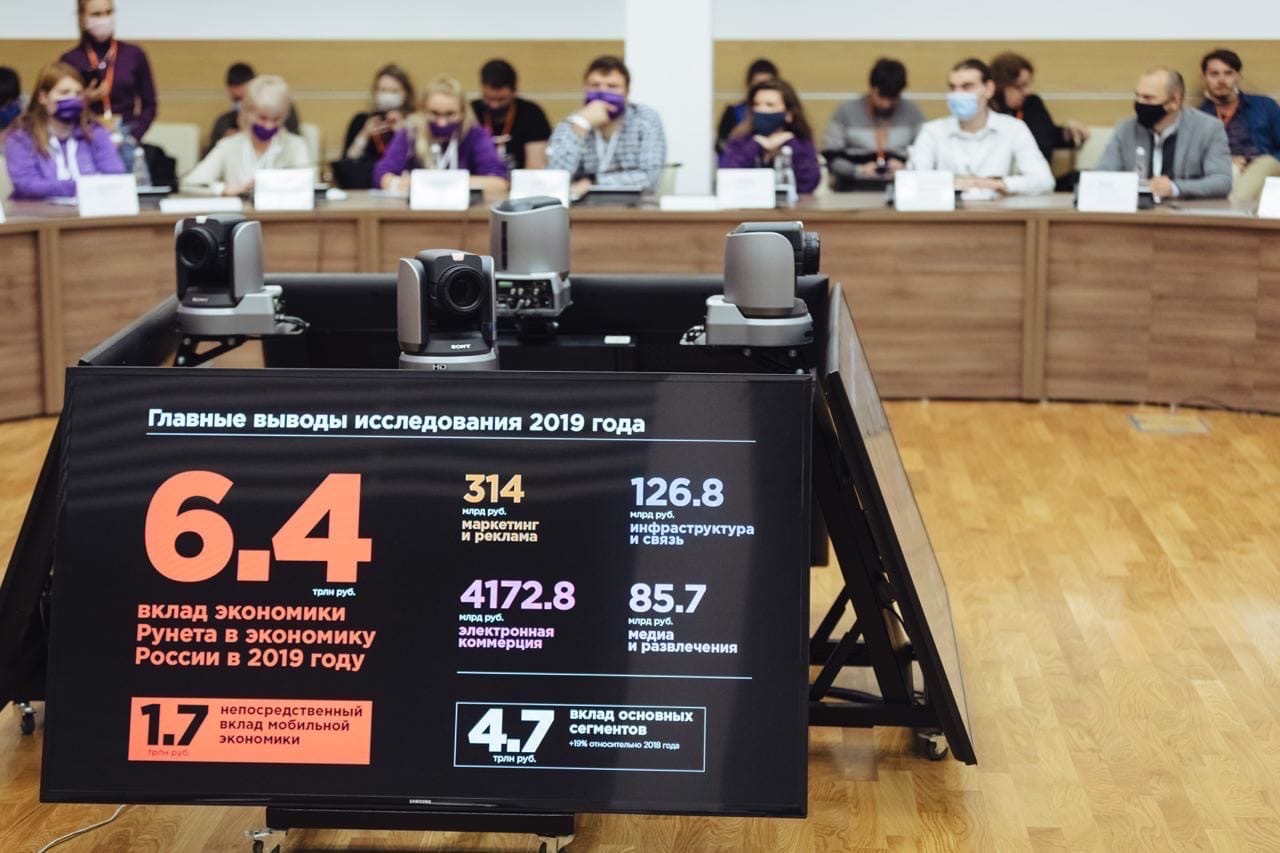 SONY
SONY
HD
Главные выводы исследования 2019 года
6.4
трлн руб.
вклад экономики
Рунета в экономику
России в 2019 году
1.7
трлн руб.
непосредственный
вклад мобильной
экономики
314
млрд руб.
маркетинг
и реклама
126.8
млрд руб.
инфраструктура
и связь
4172.8
млрд руб.
электронная
коммерция
85.7
млрд руб.
медиа
и развлечения
4.7
трлн руб.
вклад основных
сегментов
+19% относительно 2018 года
SAMSUNG